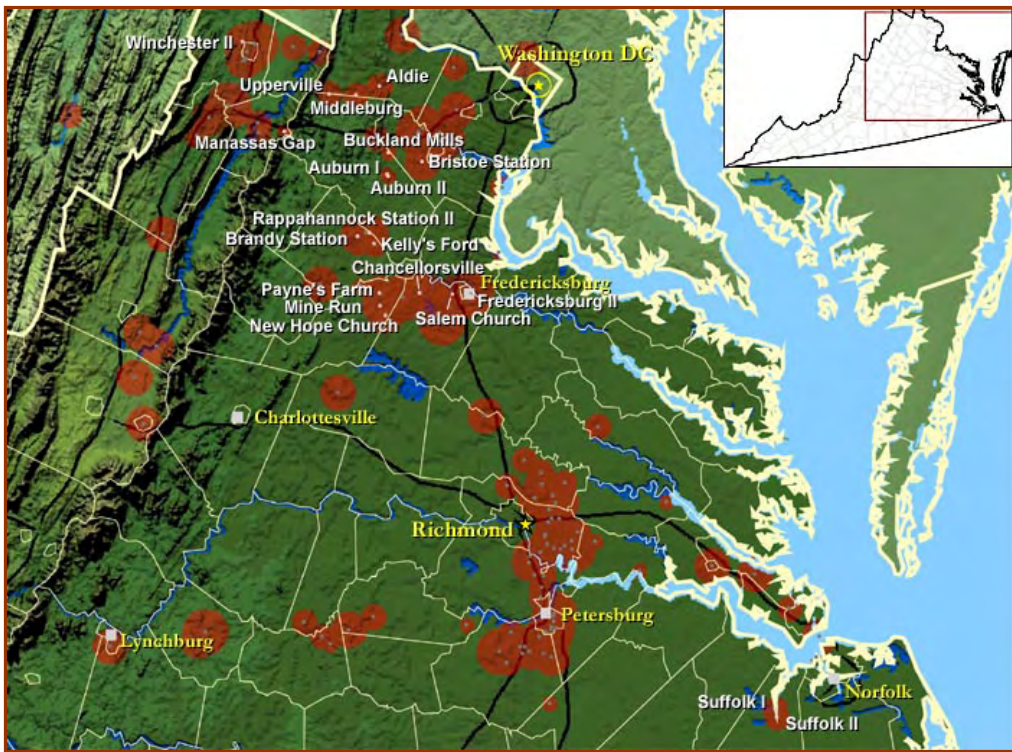 Winchester II
Washington DC
Upperville
Aldie
Middleburg
Manassas Gap
Buckland Mills
Bristoe Station
Auburn I
Auburn II
Rappahannock Station II
Brandy Station
Kelly's Ford
Chancellorsville
Fredericksburg
Payne's Farm
Fredericksburg II
Mine Run
Salem Church
New Hope Church
Charlottesville
Richmond
Petersburg
Lynchburg
Norfolk
Suffolk I
Suffolk II